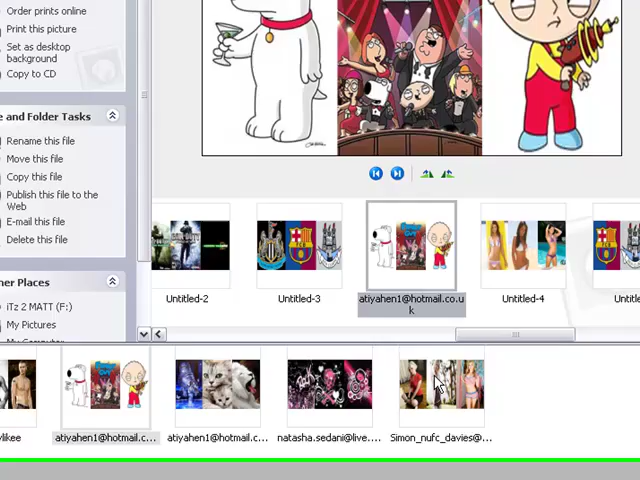 Order prints online
Print this picture
Set as desktop
background
Copy to CD
e and Folder Tasks
Rename this file
Move this file
Copy this file
Publish this file to the
Web
E-mail this file
Delete this file
her Places
iTz 2 MATT (F:)
My Pictures
My Computer
Untitled-2
Untitled-3
atiyahen1@hotmail.co.u
k
Untitled-4
Untitle
ylikee
atiyahen1@hotmail.c...
atiyahen1@hotmail.c...
natasha.sedani@live....
Simon_nufc_davies@...